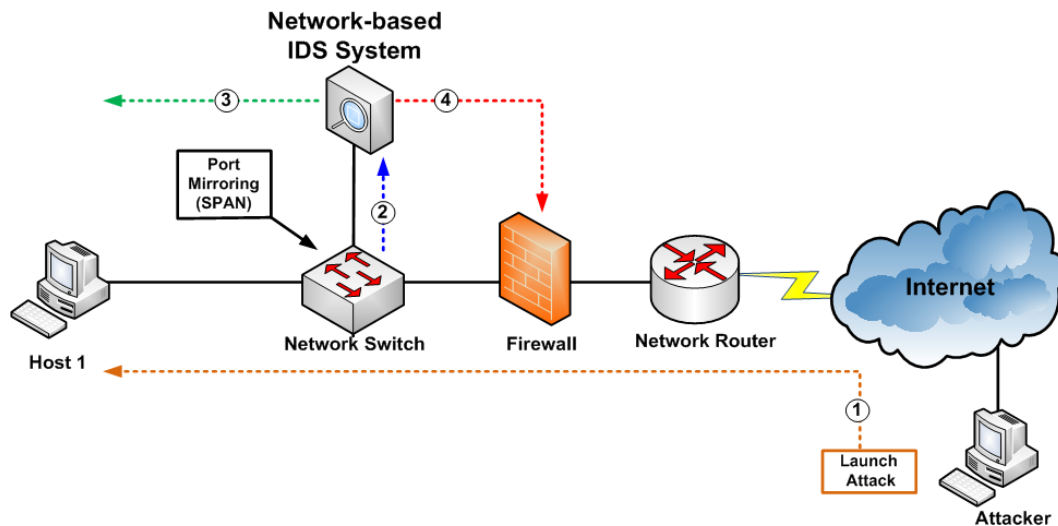 Network-based
IDS System
3
4
Port
Mirroring
(SPAN)
2
Internet
Network Switch
Firewall
Network Router
Host 1
1
Launch
Attack
Attacker